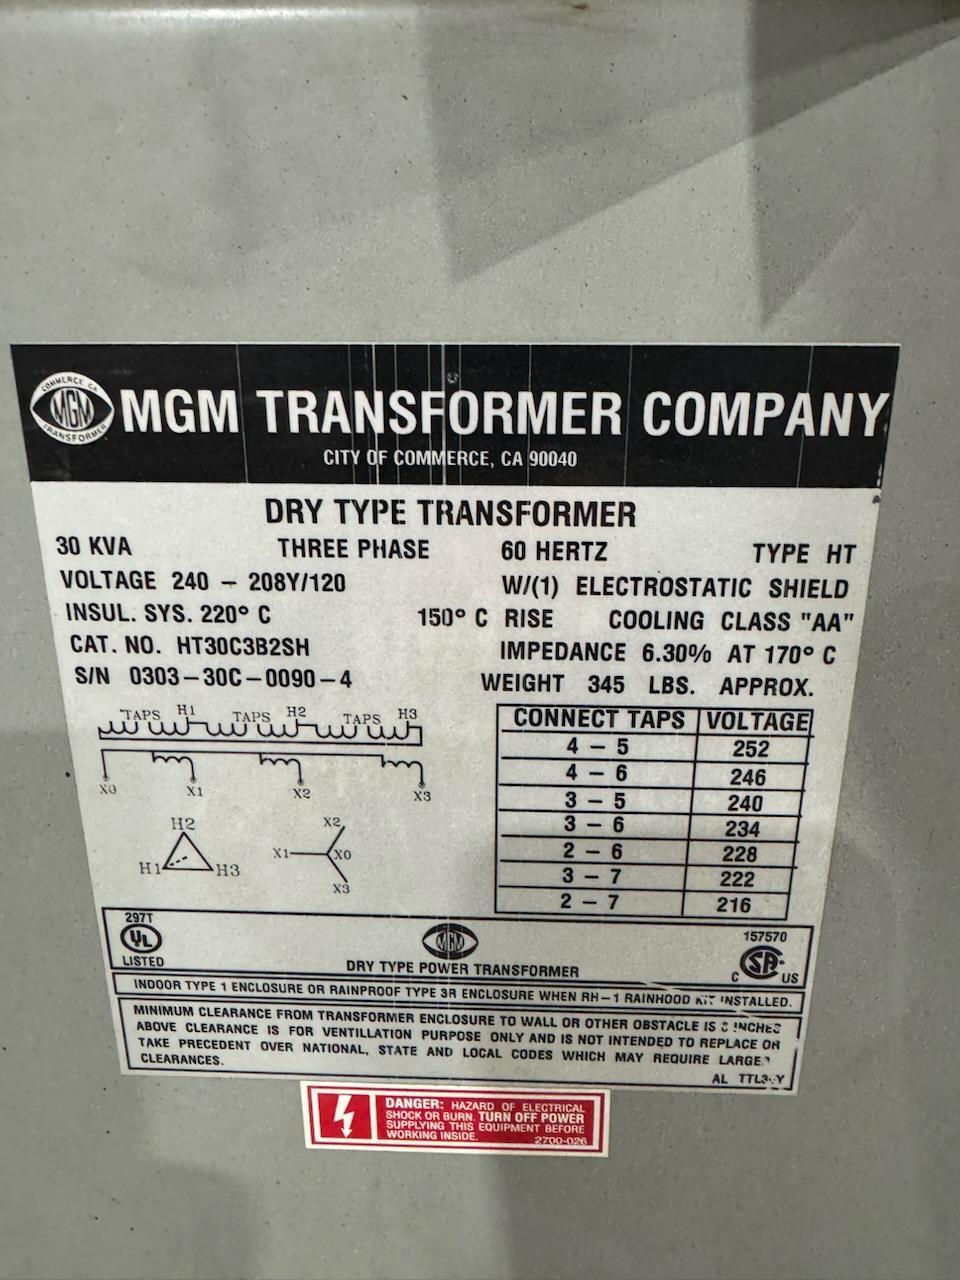 COMMERCE CA
MGM
TRANSFORMER
MGM TRANSFORMER COMPANY
CITY OF COMMERCE, CA 90040
DRY TYPE TRANSFORMER
30 KVA THREE PHASE 60 HERTZ TYPE HT
VOLTAGE 240 – 208Y/120 W/(1) ELECTROSTATIC SHIELD
INSUL. SYS. 220° C 150° C RISE COOLING CLASS "AA"
CAT. NO. HT30C3B2SH IMPEDANCE 6.30% AT 170° C
S/N 0303–30C–0090–4 WEIGHT 345 LBS. APPROX.
TAPS H1 TAPS H2 TAPS H3
X0 X1 X2 X3
H2
H1 H3
X2
X1 X0
X3
CONNECT TAPS VOLTAGE
4 – 5 252
4 – 6 246
3 – 5 240
3 – 6 234
2 – 6 228
3 – 7 222
2 – 7 216
297T
UL
LISTED
MGM
DRY TYPE POWER TRANSFORMER
157570
C SA US
INDOOR TYPE 1 ENCLOSURE OR RAINPROOF TYPE 3R ENCLOSURE WHEN RH–1 RAINHOOD KIT INSTALLED.
MINIMUM CLEARANCE FROM TRANSFORMER ENCLOSURE TO WALL OR OTHER OBSTACLE IS INCHES
ABOVE CLEARANCE IS FOR VENTILLATION PURPOSE ONLY AND IS NOT INTENDED TO REPLACE OR
TAKE PRECEDENT OVER NATIONAL, STATE AND LOCAL CODES WHICH MAY REQUIRE LARGER
CLEARANCES.
AL
DANGER: HAZARD OF ELECTRICAL
SHOCK OR BURN. TURN OFF POWER
SUPPLYING THIS EQUIPMENT BEFORE
WORKING INSIDE. 2700-026